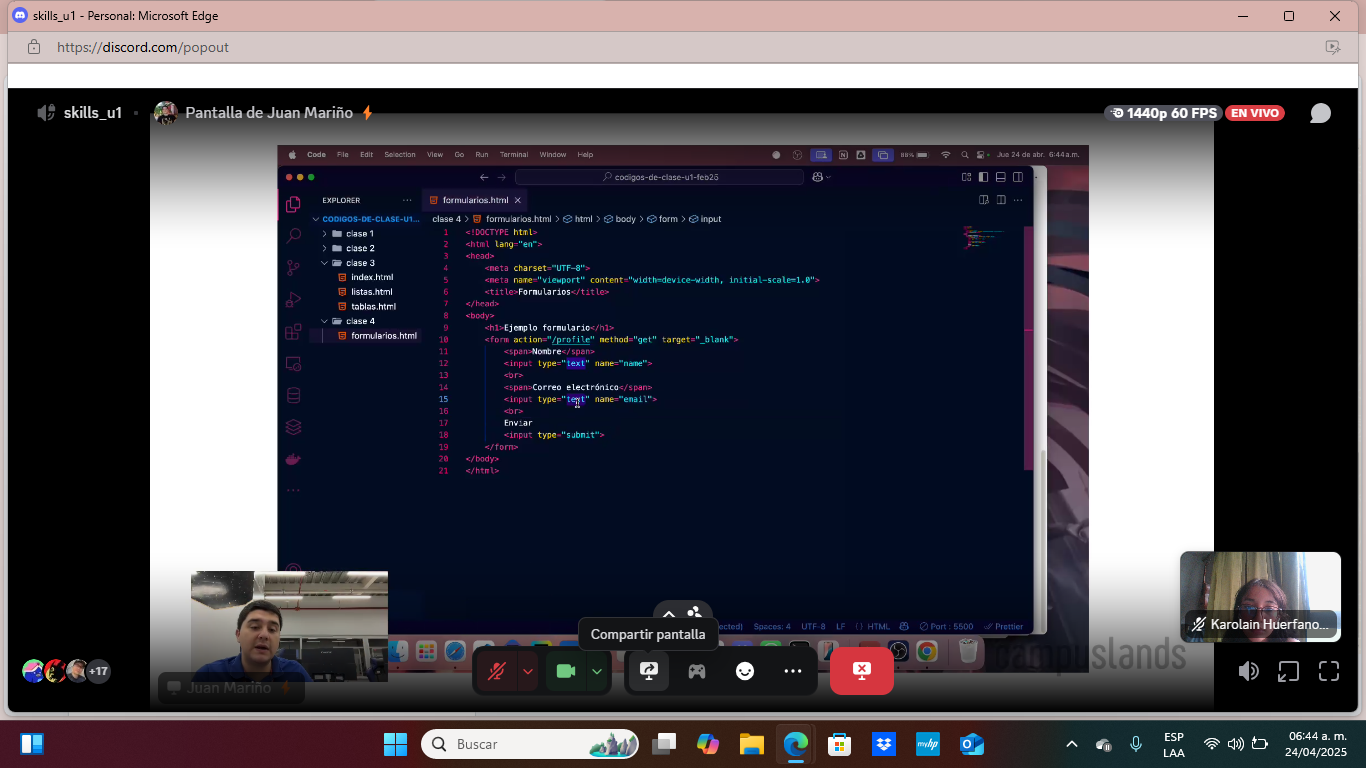 skills_u1 - Personal: Microsoft Edge
https://discord.com/popout
skills_u1
Pantalla de Juan Mariño
1440p 60 FPS
EN VIVO
Code File Edit Selection View Go Run Terminal Window Help
88% Jue 24 de abr. 6:44 a.m.
codigos-de-clase-u1-feb25
EXPLORER
CODIGOS-DE-CLASE-U1...
clase 1
clase 2
clase 3
index.html
listas.html
tablas.html
clase 4
formularios.html
formularios.html
clase 4 > formularios.html > html > body > form > input
1 <!DOCTYPE html>
2 <html lang="en">
3 <head>
4 <meta charset="UTF-8">
5 <meta name="viewport" content="width=device-width, initial-scale=1.0">
6 <title>Formularios</title>
7 </head>
8 <body>
9 <h1>Ejemplo formulario</h1>
10 <form action="/profile" method="get" target="_blank">
11 <span>Nombre</span>
12 <input type="text" name="name">
13 <br>
14 <span>Correo electrónico</span>
15 <input type="text" name="email">
16 <br>
17 Enviar
18 <input type="submit">
19 </form>
20 </body>
21 </html>
Spaces: 4 UTF-8 LF {} HTML Port : 5500 Prettier
Compartir pantalla
campuslands
Karolain Huerfano...
+17
Juan Mariño
Buscar
ESP
LAA
06:44 a. m.
24/04/2025